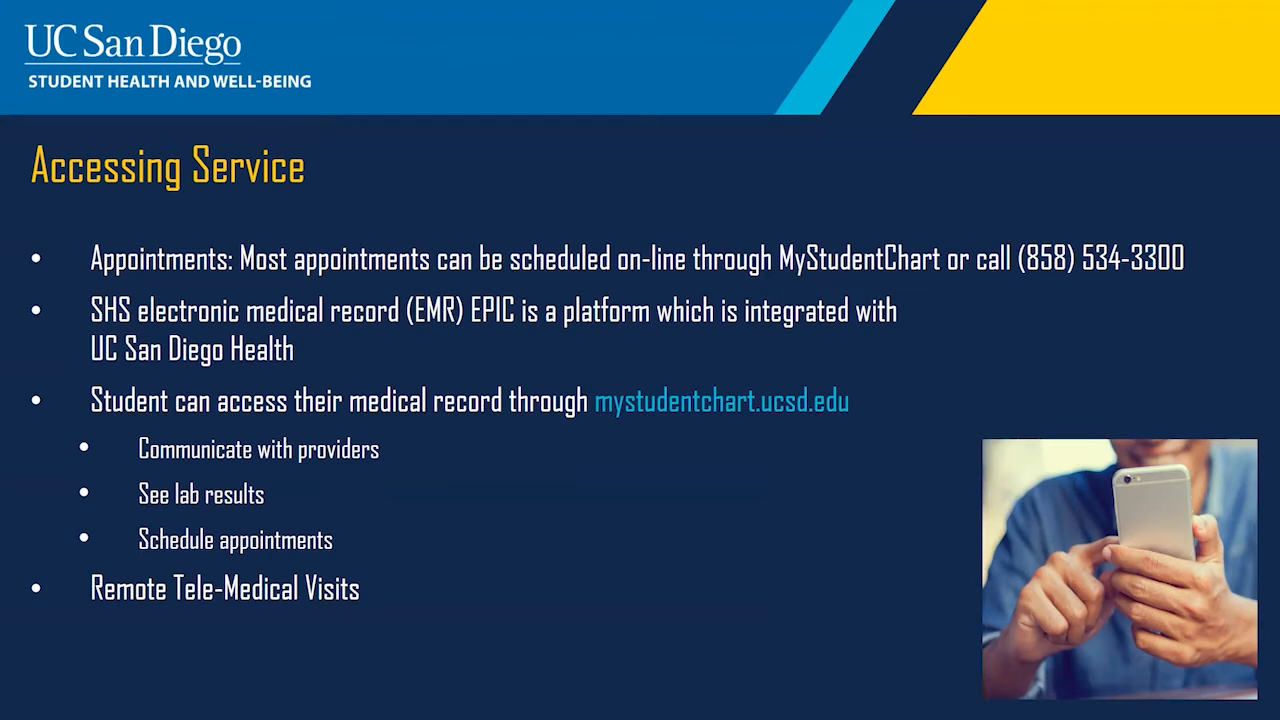 UC San Diego
STUDENT HEALTH AND WELL-BEING
Accessing Service
• Appointments: Most appointments can be scheduled on-line through MyStudentChart or call (858) 534-3300
• SHS electronic medical record (EMR) EPIC is a platform which is integrated with
UC San Diego Health
• Student can access their medical record through mystudentchart.ucsd.edu
• Communicate with providers
• See lab results
• Schedule appointments
• Remote Tele-Medical Visits